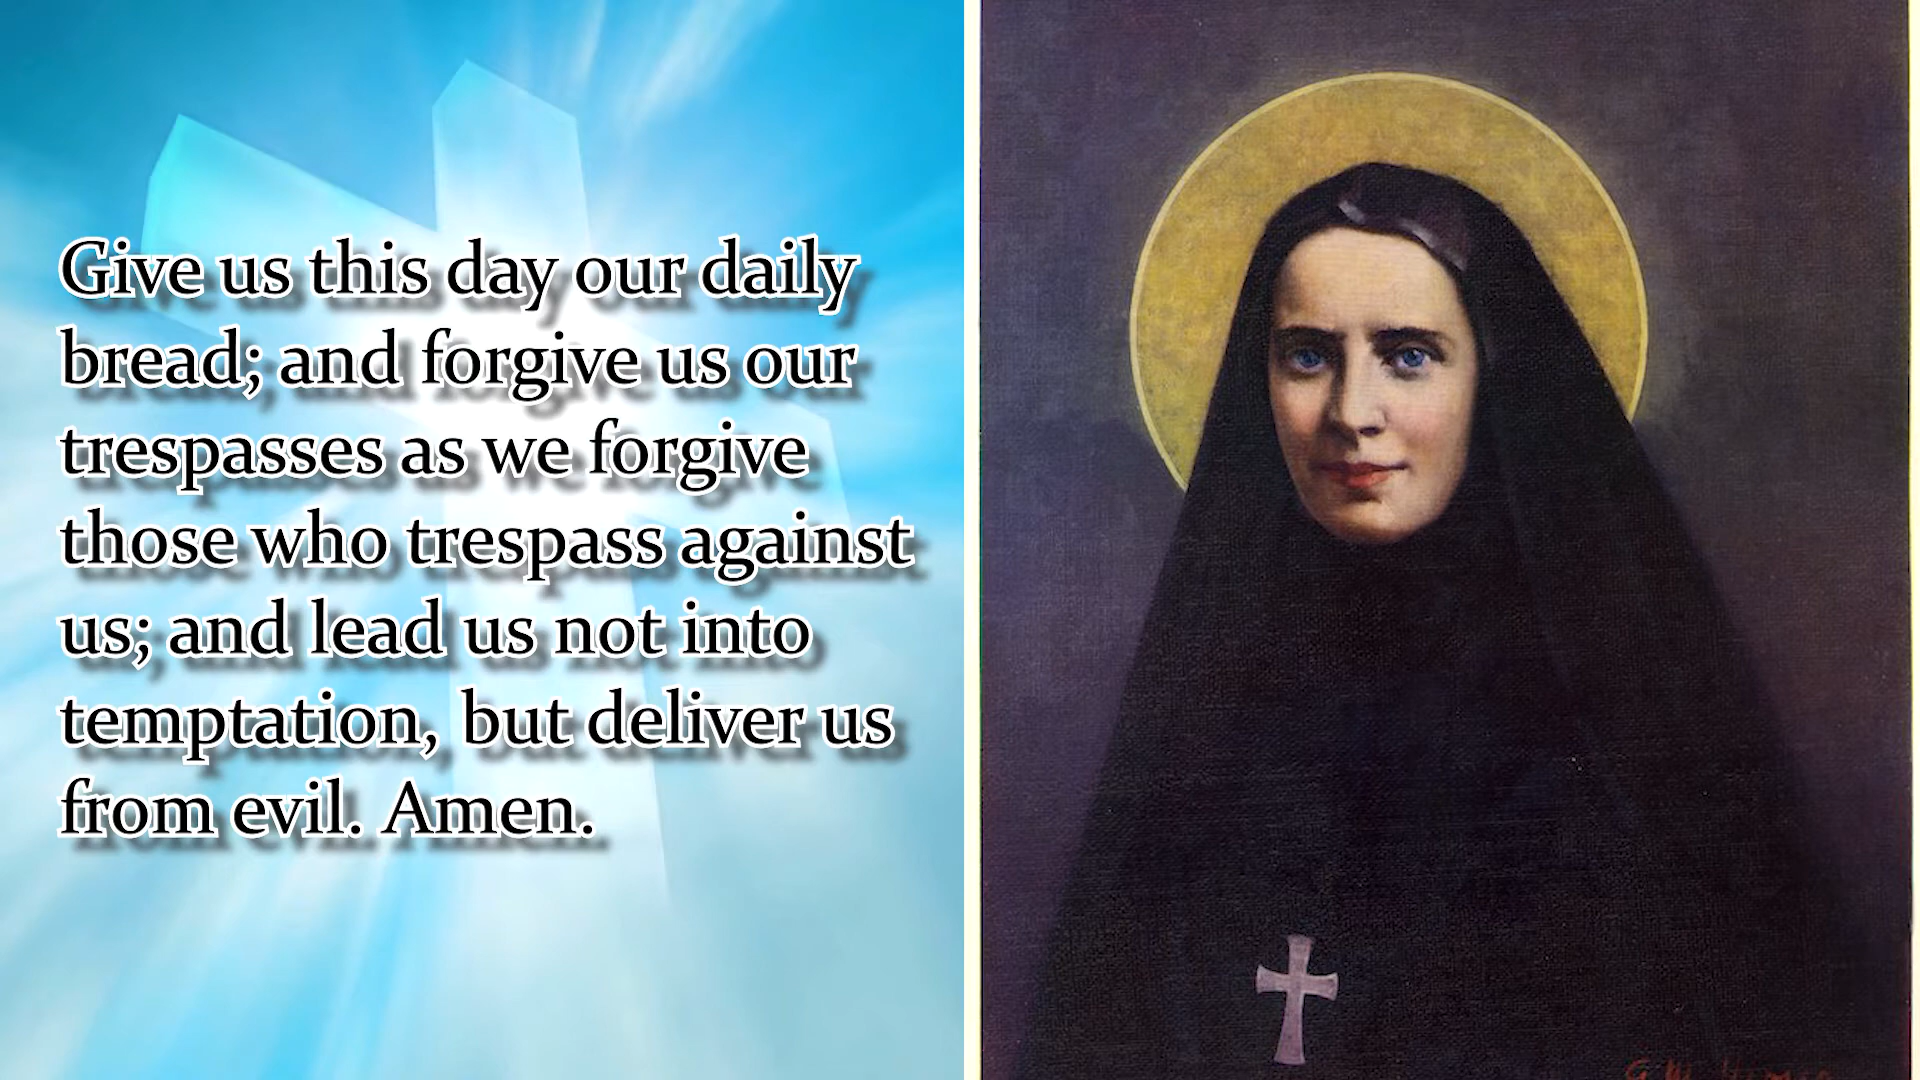 Give us this day our daily
bread; and forgive us our
trespasses as we forgive
those who trespass against
us; and lead us not into
temptation, but deliver us
from evil. Amen.